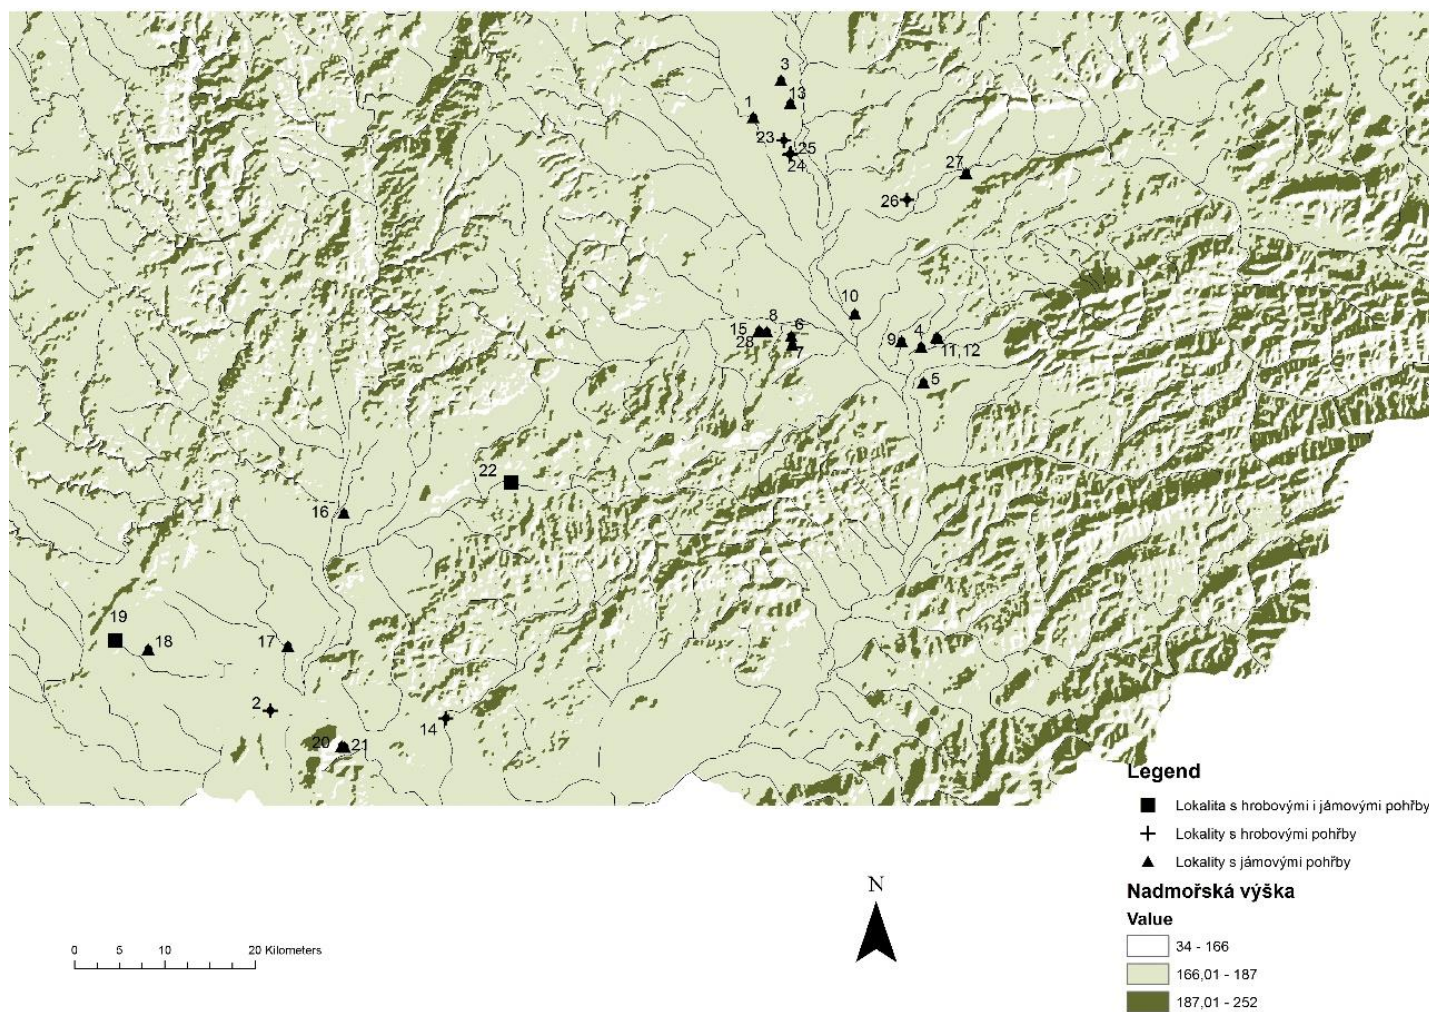 3
13
1
23
25
24
27
26
10
8
6
15
28
7
9
4
11,12
5
22
16
19
18
17
2
14
20
21
Legend
Lokalita s hrobovými i jámovými pohřby
Lokality s hrobovými pohřby
Lokality s jámovými pohřby
N
Nadmořská výška
Value
0 5 10 20 Kilometers
34 - 166
166,01 - 187
187,01 - 252